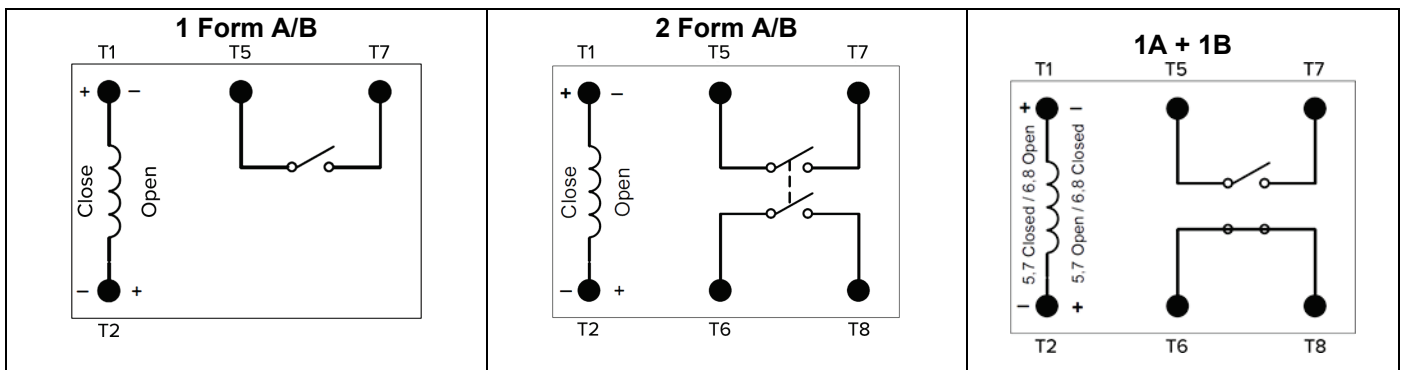 1 Form A/B
T1 T5 T7
+ −
Close
Open
− +
T2
2 Form A/B
T1 T5 T7
+ −
Close
Open
− +
T2 T6 T8
1A + 1B
T1 T5 T7
+ −
5,7 Closed / 6,8 Open
5,7 Open / 6,8 Closed
− +
T2 T6 T8